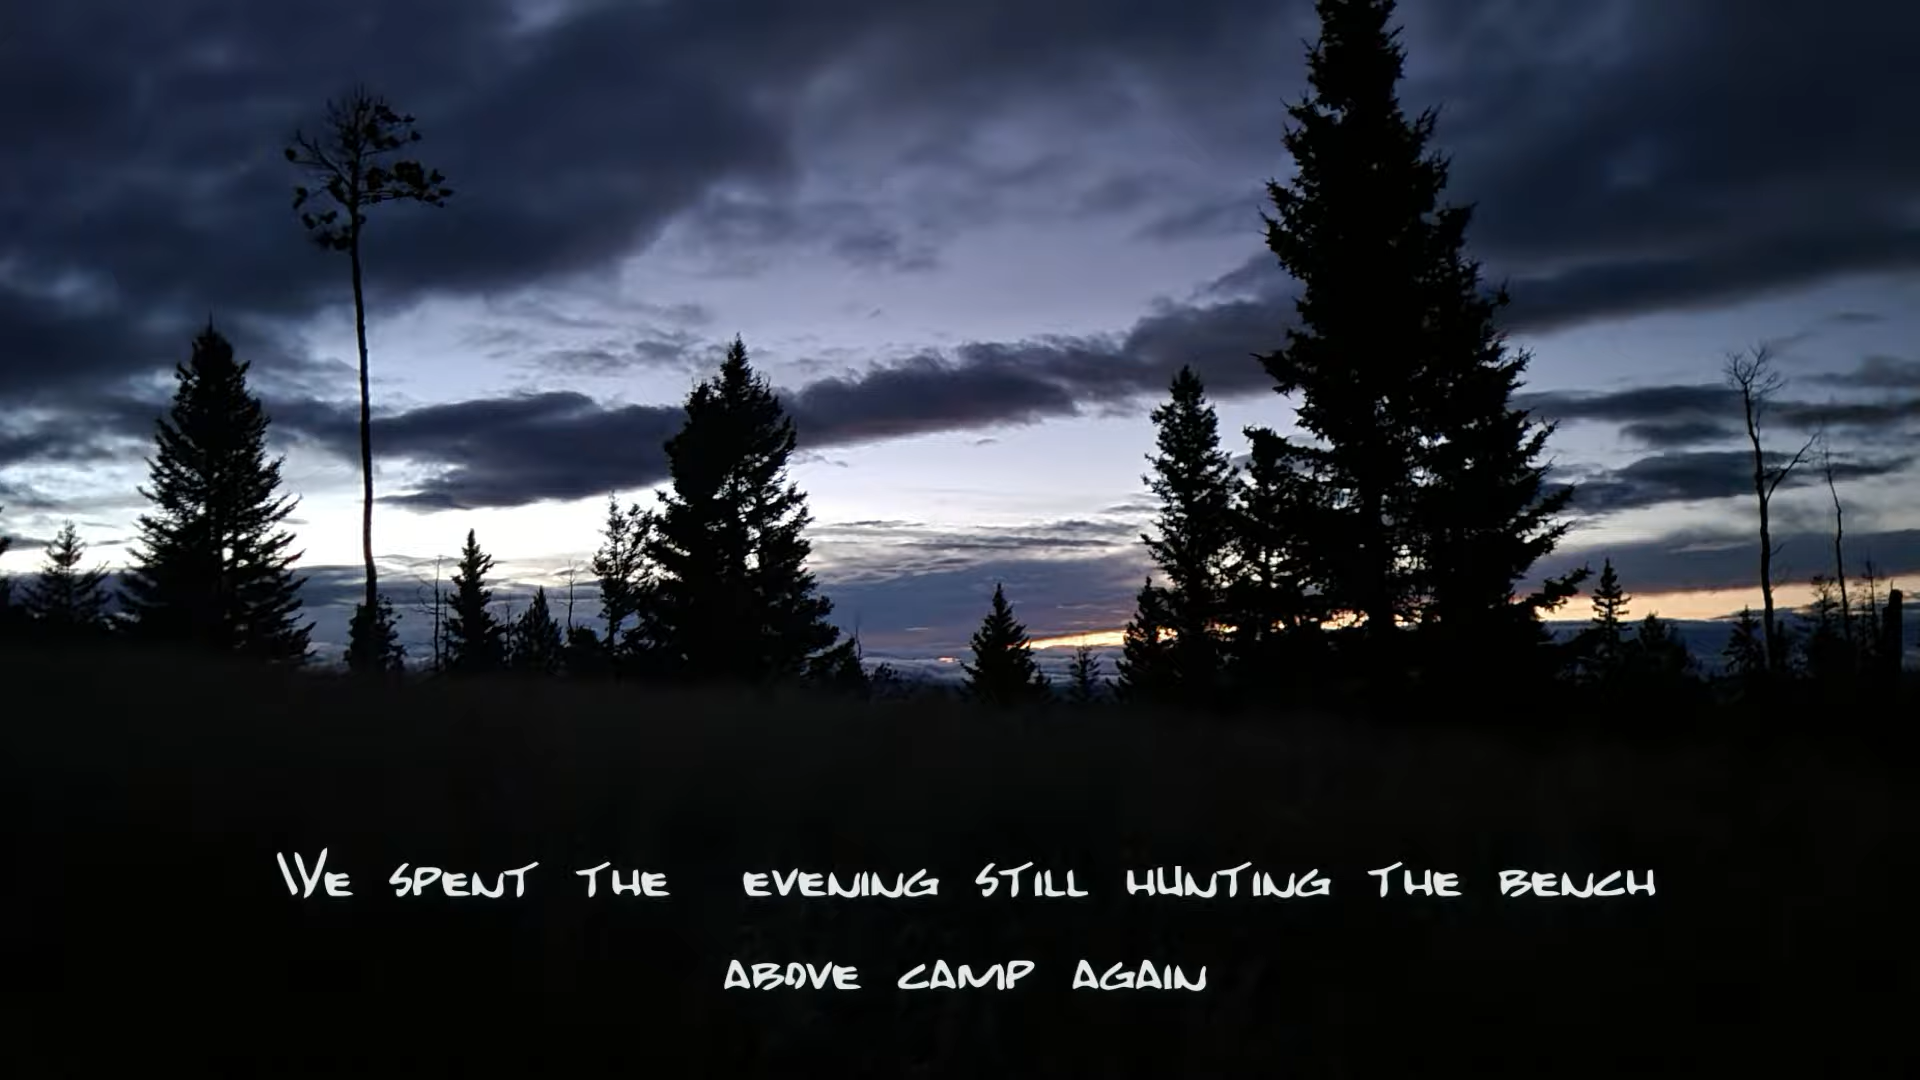 We spent the evening still hunting the bench
above camp again